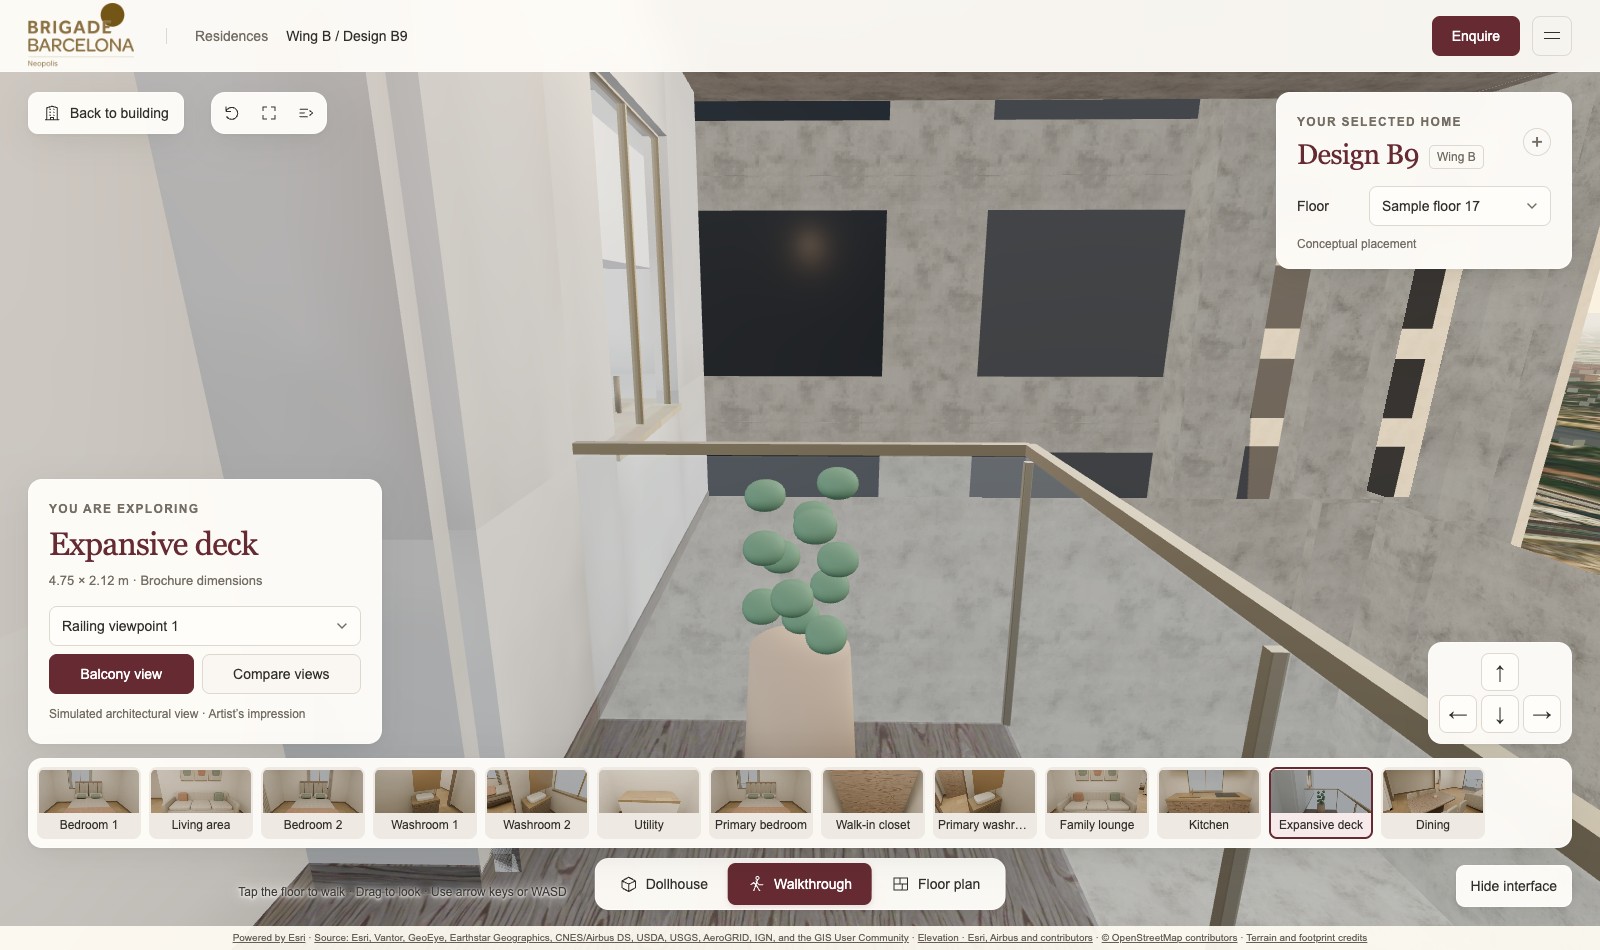 BRIGADE
BARCELONA
Neopolis
Residences
Wing B / Design B9
Enquire
Back to building
YOUR SELECTED HOME
Design B9
Wing B
Floor
Sample floor 17
Conceptual placement
YOU ARE EXPLORING
Expansive deck
4.75 × 2.12 m · Brochure dimensions
Railing viewpoint 1
Balcony view
Compare views
Simulated architectural view · Artist's impression
Bedroom 1
Living area
Bedroom 2
Washroom 1
Washroom 2
Utility
Primary bedroom
Walk-in closet
Primary washr...
Family lounge
Kitchen
Expansive deck
Dining
Tap the floor to walk · Drag to look · Use arrow keys or WASD
Dollhouse
Walkthrough
Floor plan
Hide interface
Powered by Esri · Source: Esri, Vantor, GeoEye, Earthstar Geographics, CNES/Airbus DS, USDA, USGS, AeroGRID, IGN, and the GIS User Community · Elevation · Esri, Airbus and contributors · © OpenStreetMap contributors · Terrain and footprint credits